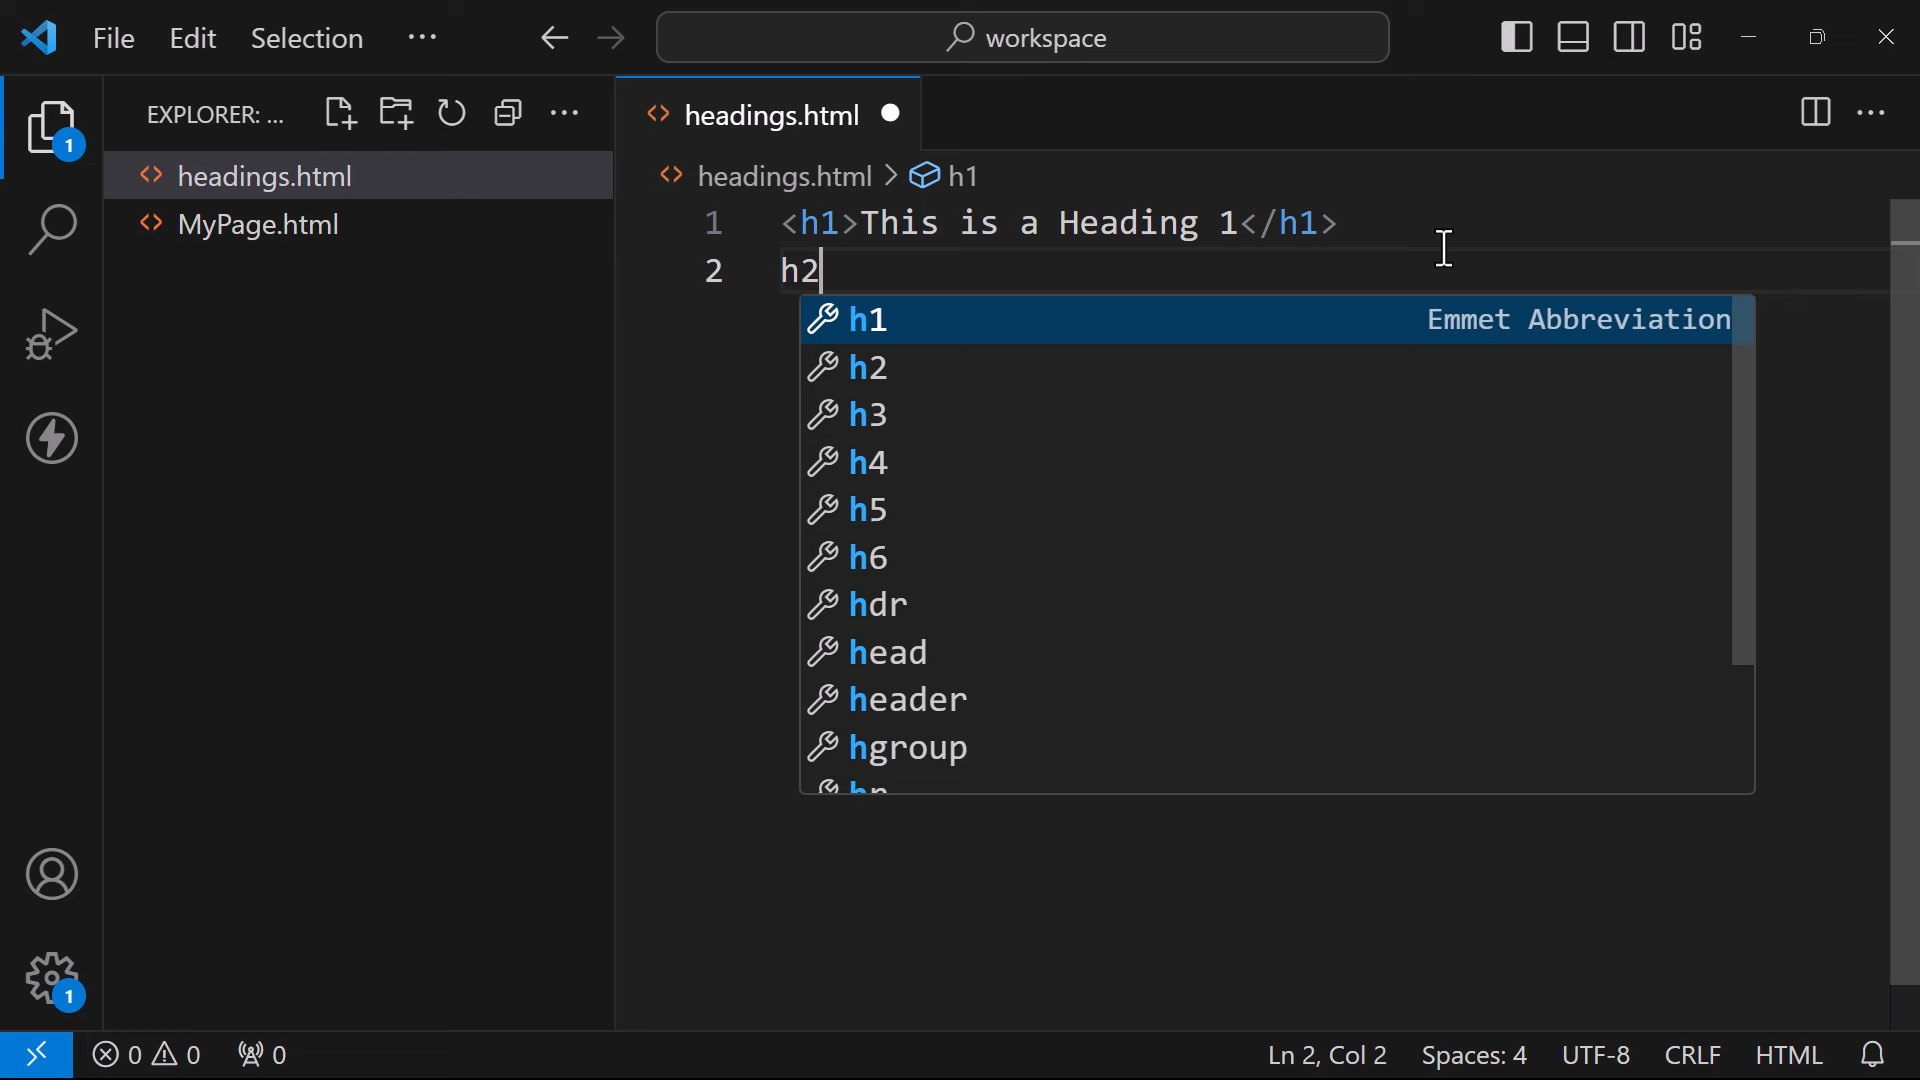 File Edit Selection ··· workspace
EXPLORER: ...
headings.html
headings.html > h1
headings.html
MyPage.html
1 <h1>This is a Heading 1</h1>
2 h2
h1 Emmet Abbreviation
h2
h3
h4
h5
h6
hdr
head
header
hgroup
1
1
0 0 0 Ln 2, Col 2 Spaces: 4 UTF-8 CRLF HTML